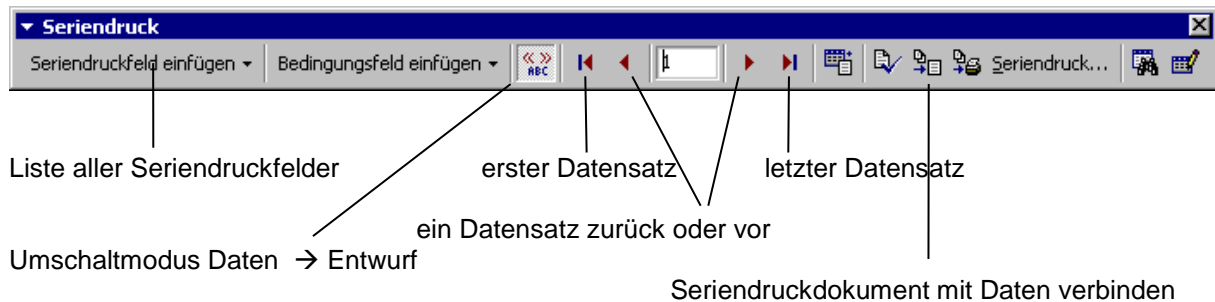 Seriendruck
Seriendruckfeld einfügen Bedingungsfeld einfügen « » ABC 1 Seriendruck...
Liste aller Seriendruckfelder erster Datensatz letzter Datensatz
ein Datensatz zurück oder vor
Umschaltmodus Daten → Entwurf
Seriendruckdokument mit Daten verbinden